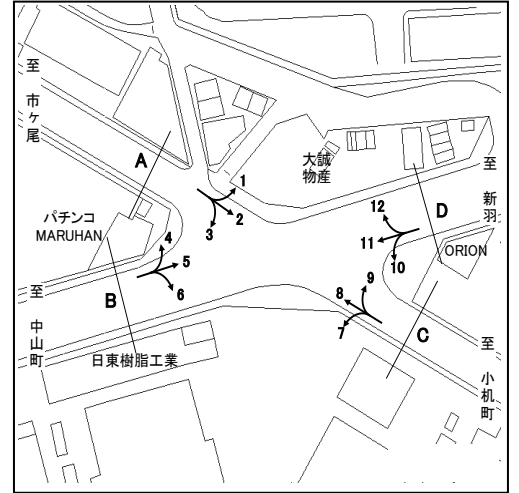 至
市ヶ尾
A
パチンコ
MARUHAN
至
中山町
B
日東樹脂工業
大誠
物産
至
新羽
D
ORION
C
至
小机町
1
2
3
4
5
6
7
8
9
10
11
12